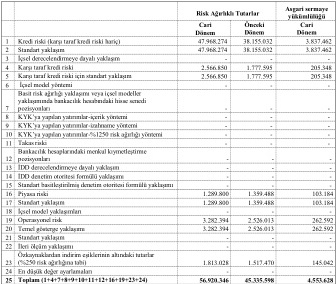 Risk Ağırlıklı Tutarlar Asgari sermaye yükümlülüğü
Cari Dönem Önceki Dönem Cari Dönem
1 Kredi riski (karşı taraf kredi riski hariç) 47.968.274 38.155.032 3.837.462
2 Standart yaklaşım 47.968.274 38.155.032 3.837.462
3 İçsel derecelendirmeye dayalı yaklaşım - - -
4 Karşı taraf kredi riski 2.566.850 1.777.595 205.348
5 Karşı taraf kredi riski için standart yaklaşım 2.566.850 1.777.595 205.348
6 İçsel model yöntemi - - -
7 Basit risk ağırlığı yaklaşımı veya içsel modeller
yaklaşımında bankacılık hesabındaki hisse senedi
pozisyonları - - -
8 KYK'ya yapılan yatırımlar-içerik yöntemi - - -
9 KYK'ya yapılan yatırımlar-izahname yöntemi - - -
10 KYK'ya yapılan yatırımlar-%1250 risk ağırlığı yöntemi - - -
11 Takas riski - - -
12 Bankacılık hesaplarındaki menkul kıymetleştirme
pozisyonları - - -
13 İDD derecelendirmeye dayalı yaklaşım - - -
14 İDD denetim otoritesi formülü yaklaşımı - - -
15 Standart basitleştirilmiş denetim otoritesi formülü yaklaşımı - - -
16 Piyasa riski 1.289.800 1.359.488 103.184
17 Standart yaklaşım 1.289.800 1.359.488 103.184
18 İçsel model yaklaşımları - - -
19 Operasyonel risk 3.282.394 2.526.013 262.592
20 Temel gösterge yaklaşımı 3.282.394 2.526.013 262.592
21 Standart yaklaşım - - -
22 İleri ölçüm yaklaşımı - - -
23 Özkaynaklardan indirim eşiklerinin altındaki tutarlar
(%250 risk ağırlığına tabi) 1.813.028 1.517.470 145.042
24 En düşük değer ayarlamaları - - -
25 Toplam (1+4+7+8+9+10+11+12+16+19+23+24) 56.920.346 45.335.598 4.553.628